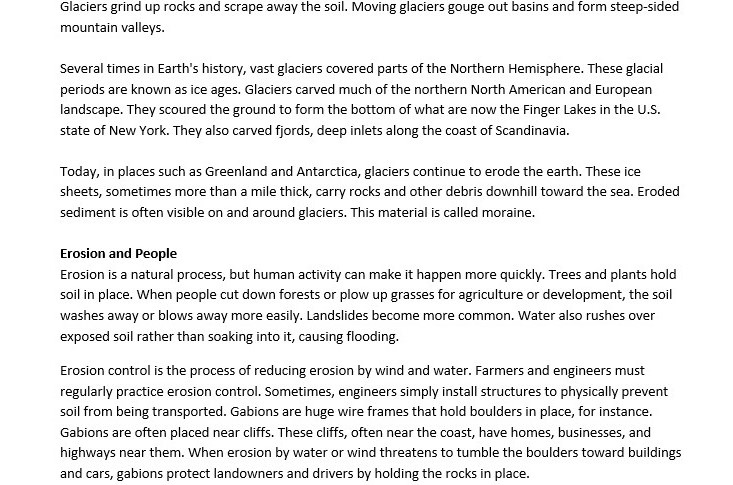 Glaciers grind up rocks and scrape away the soil. Moving glaciers gouge out basins and form steep-sided
mountain valleys.
Several times in Earth's history, vast glaciers covered parts of the Northern Hemisphere. These glacial
periods are known as ice ages. Glaciers carved much of the northern North American and European
landscape. They scoured the ground to form the bottom of what are now the Finger Lakes in the U.S.
state of New York. They also carved fjords, deep inlets along the coast of Scandinavia.
Today, in places such as Greenland and Antarctica, glaciers continue to erode the earth. These ice
sheets, sometimes more than a mile thick, carry rocks and other debris downhill toward the sea. Eroded
sediment is often visible on and around glaciers. This material is called moraine.
Erosion and People
Erosion is a natural process, but human activity can make it happen more quickly. Trees and plants hold
soil in place. When people cut down forests or plow up grasses for agriculture or development, the soil
washes away or blows away more easily. Landslides become more common. Water also rushes over
exposed soil rather than soaking into it, causing flooding.
Erosion control is the process of reducing erosion by wind and water. Farmers and engineers must
regularly practice erosion control. Sometimes, engineers simply install structures to physically prevent
soil from being transported. Gabions are huge wire frames that hold boulders in place, for instance.
Gabions are often placed near cliffs. These cliffs, often near the coast, have homes, businesses, and
highways near them. When erosion by water or wind threatens to tumble the boulders toward buildings
and cars, gabions protect landowners and drivers by holding the rocks in place.